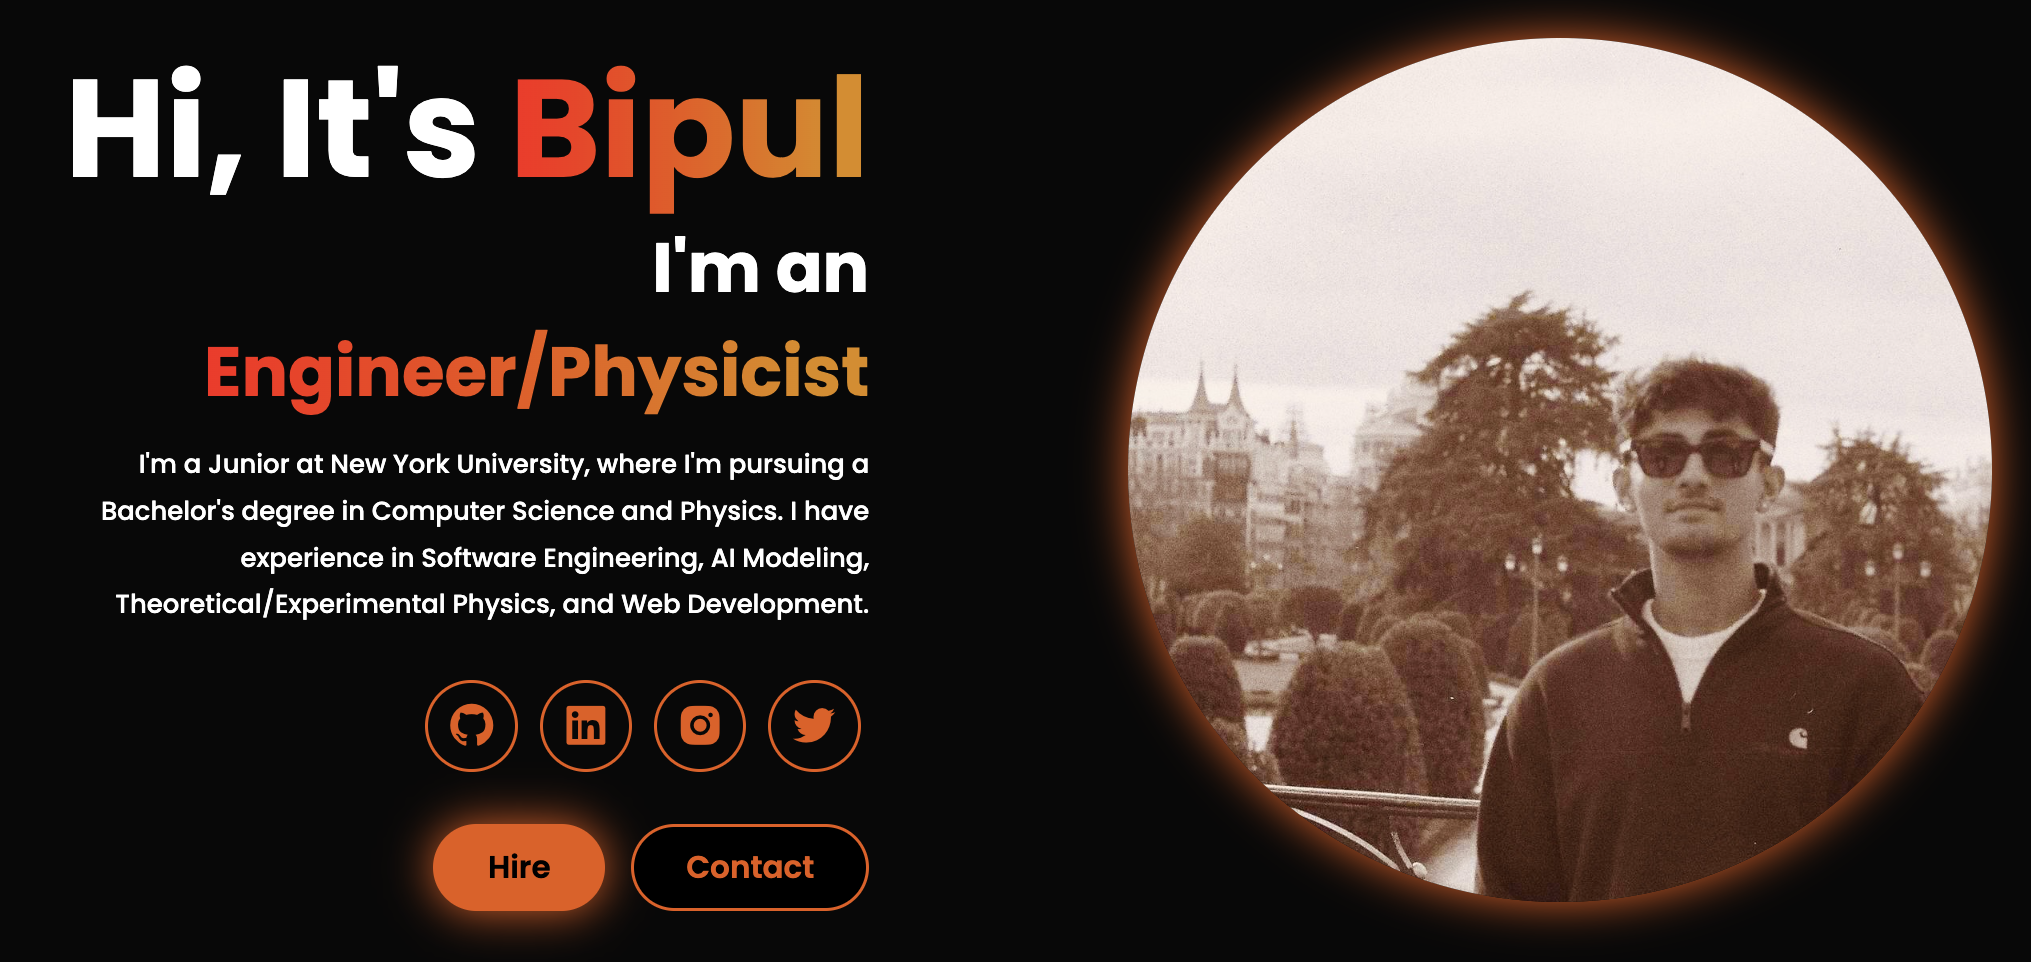 Hi, It's Bipul
I'm an
Engineer/Physicist
I'm a Junior at New York University, where I'm pursuing a
Bachelor's degree in Computer Science and Physics. I have
experience in Software Engineering, AI Modeling,
Theoretical/Experimental Physics, and Web Development.
in
Hire Contact